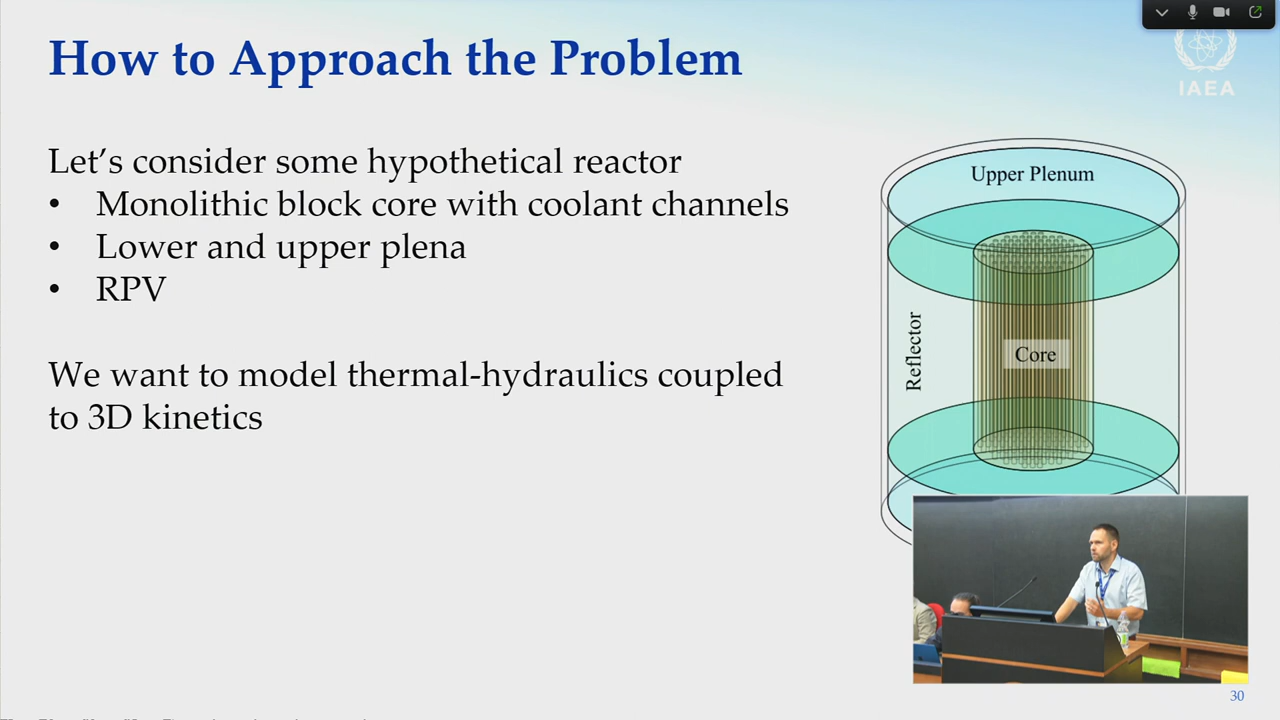 How to Approach the Problem
IAEA
Let's consider some hypothetical reactor
• Monolithic block core with coolant channels
• Lower and upper plena
• RPV
We want to model thermal-hydraulics coupled
to 3D kinetics
Upper Plenum
Reflector
Core
30